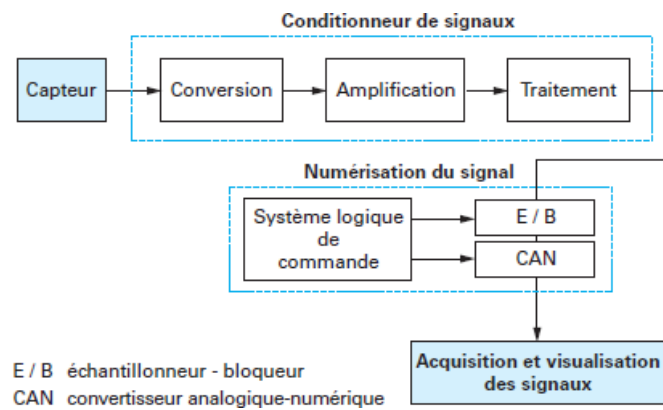 Conditionneur de signaux
Capteur
Conversion
Amplification
Traitement
Numérisation du signal
Système logique
de
commande
E / B
CAN
Acquisition et visualisation
des signaux
E / B échantillonneur - bloqueur
CAN convertisseur analogique-numérique